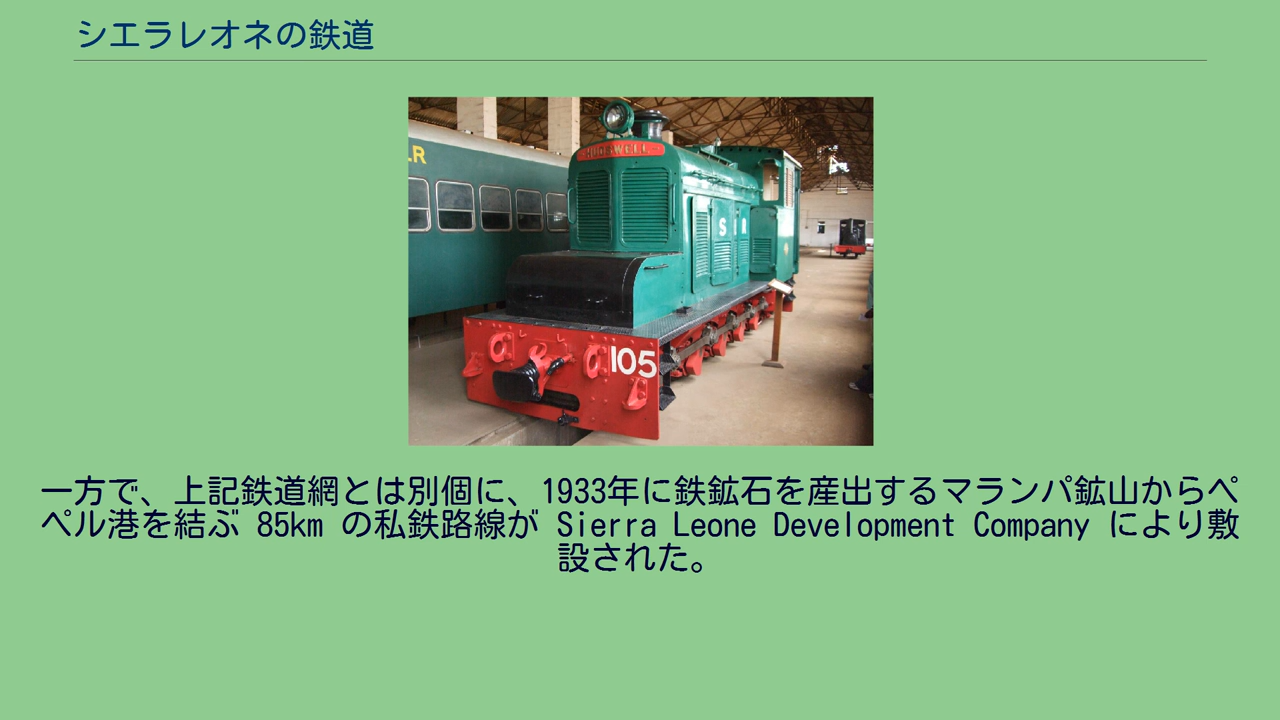 シエラレオネの鉄道
LR
HUDSWELL
S R
105
一方で、上記鉄道網とは別個に、1933年に鉄鉱石を産出するマランパ鉱山からペ
ペル港を結ぶ 85km の私鉄路線が Sierra Leone Development Company により敷
設された。